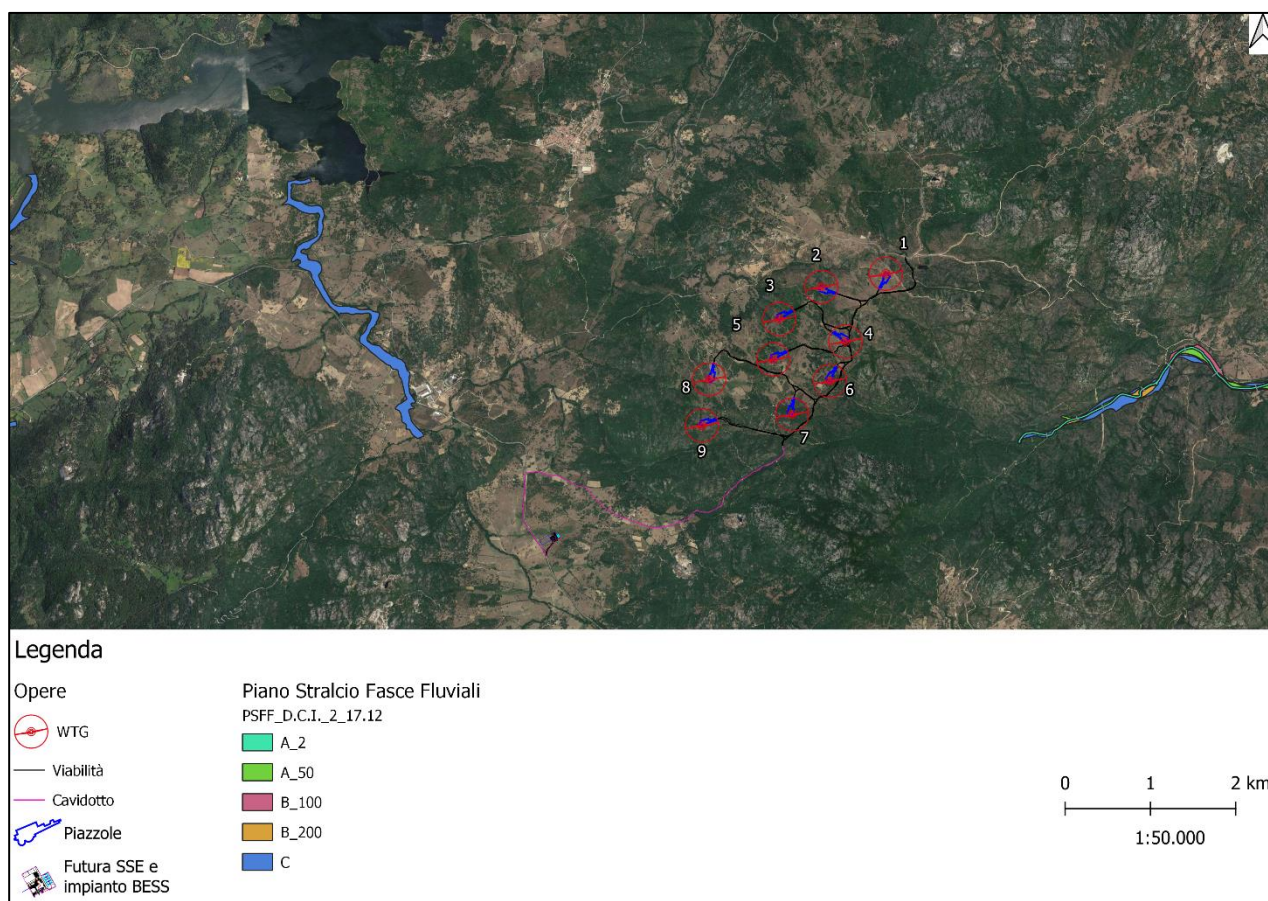 1
2
3
5
4
8
6
7
9
Legenda
Opere
WTG
Viabilità
Cavidotto
Piazzole
Futura SSE e
impianto BESS
Piano Stralcio Fasce Fluviali
PSFF_D.C.I._2_17.12
A_2
A_50
B_100
B_200
C
0 1 2 km
1:50.000